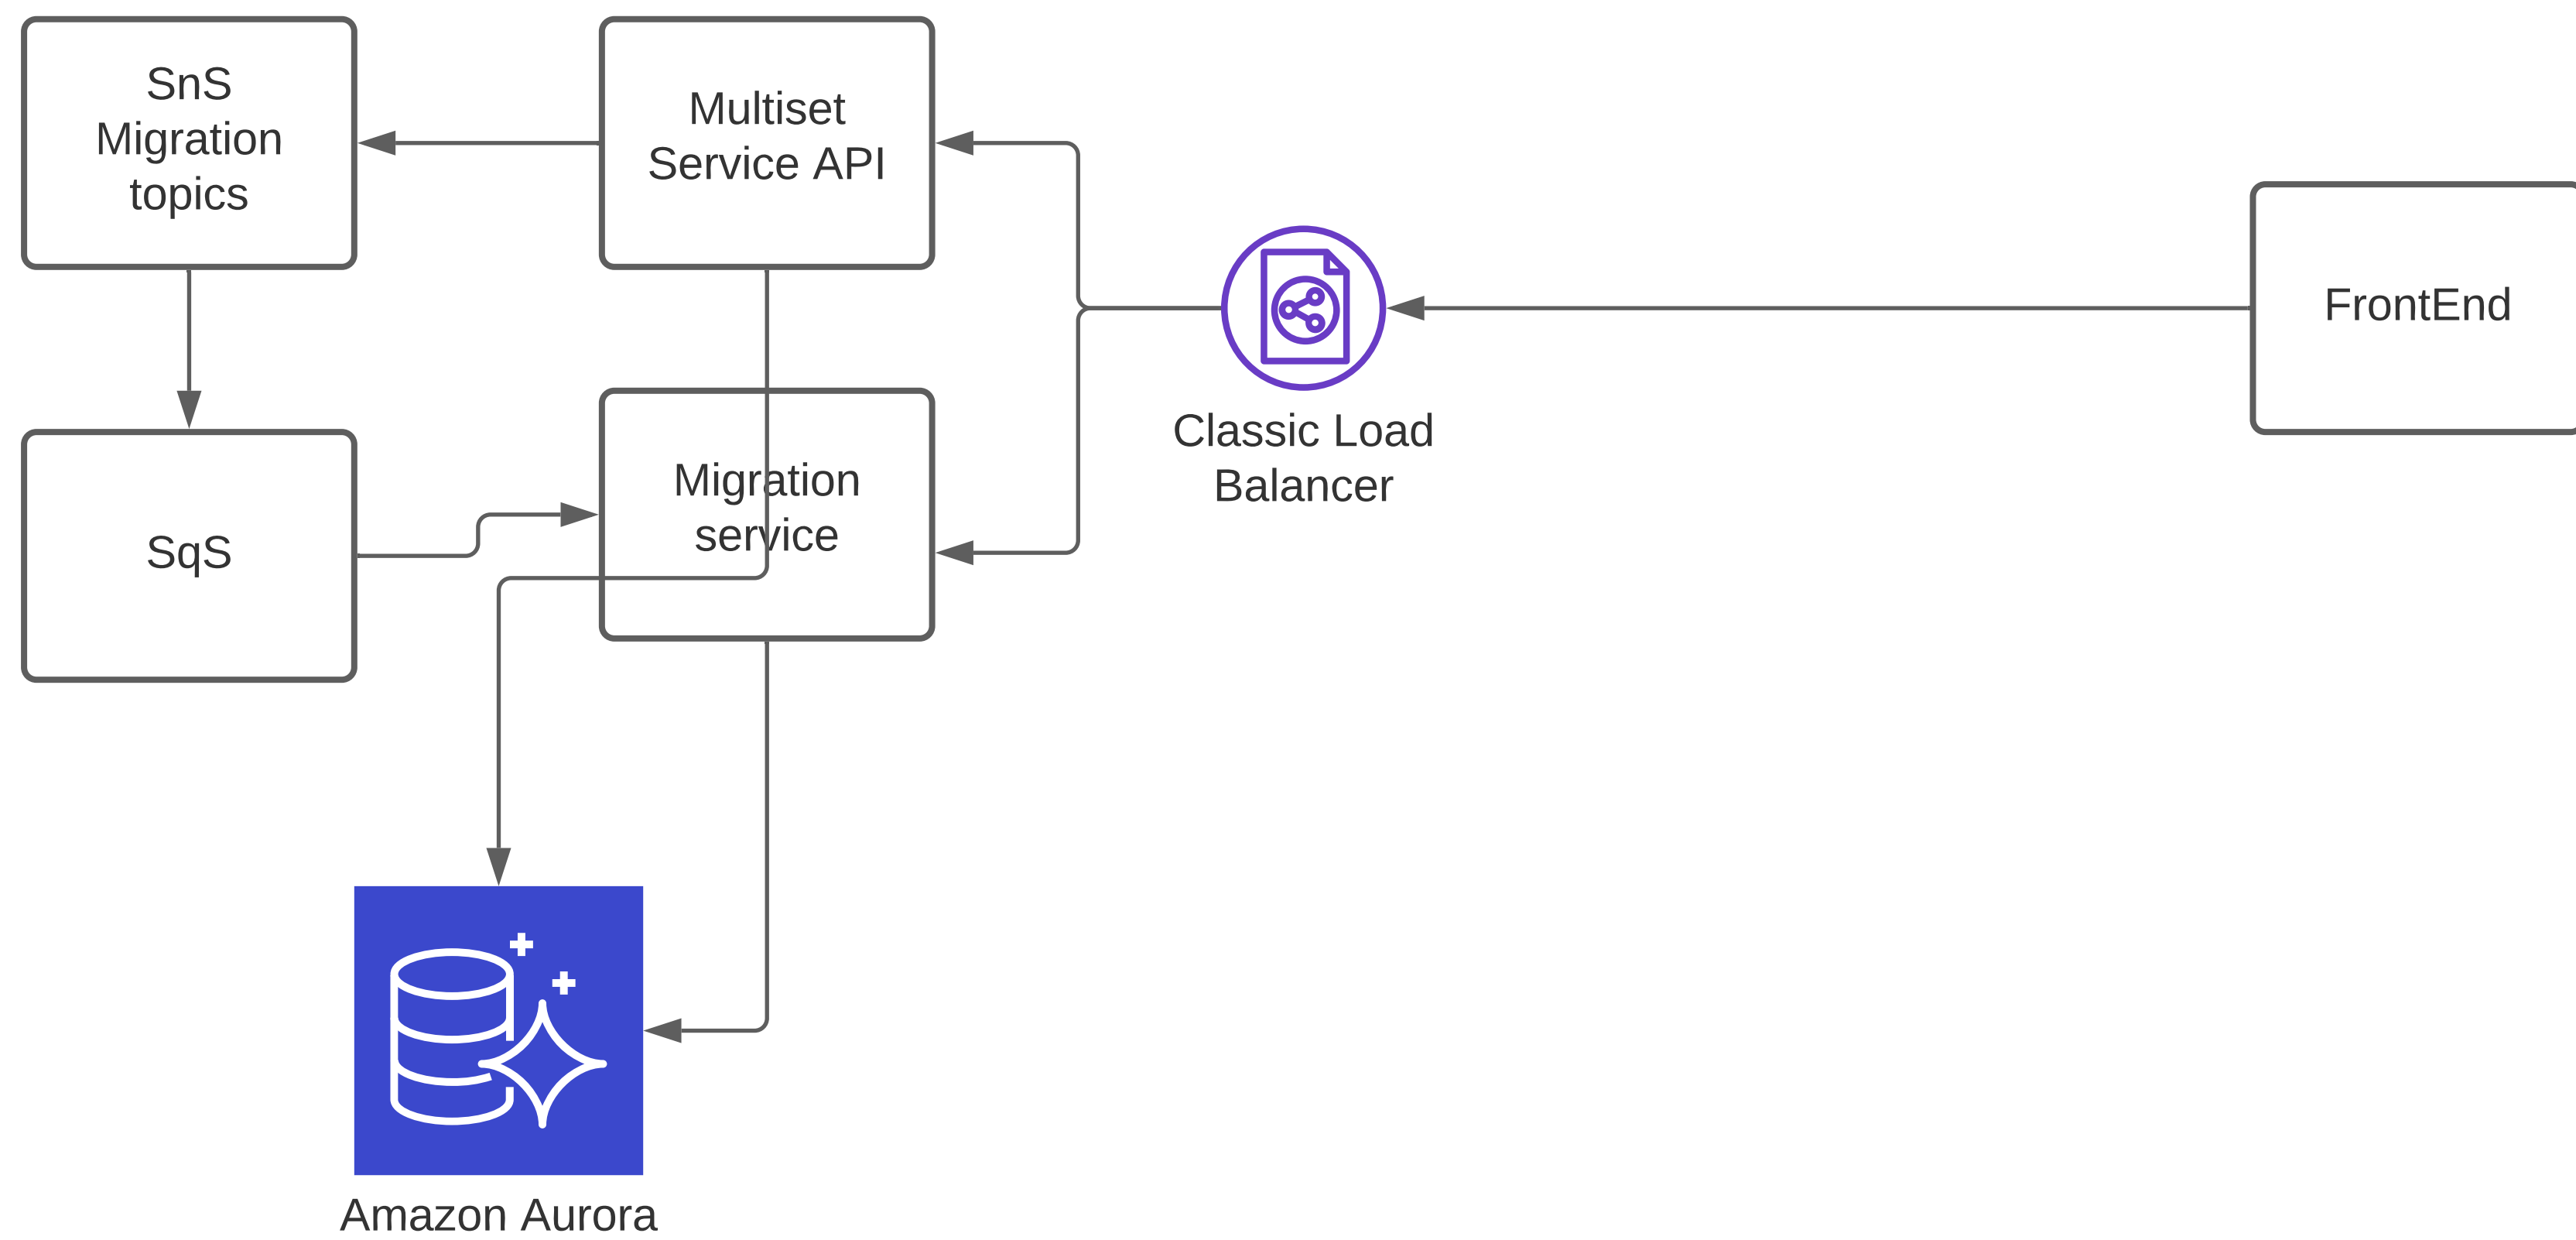 SnS
Migration
topics
Multiset
Service API
FrontEnd
Classic Load
Balancer
Migration
service
SqS
Amazon Aurora